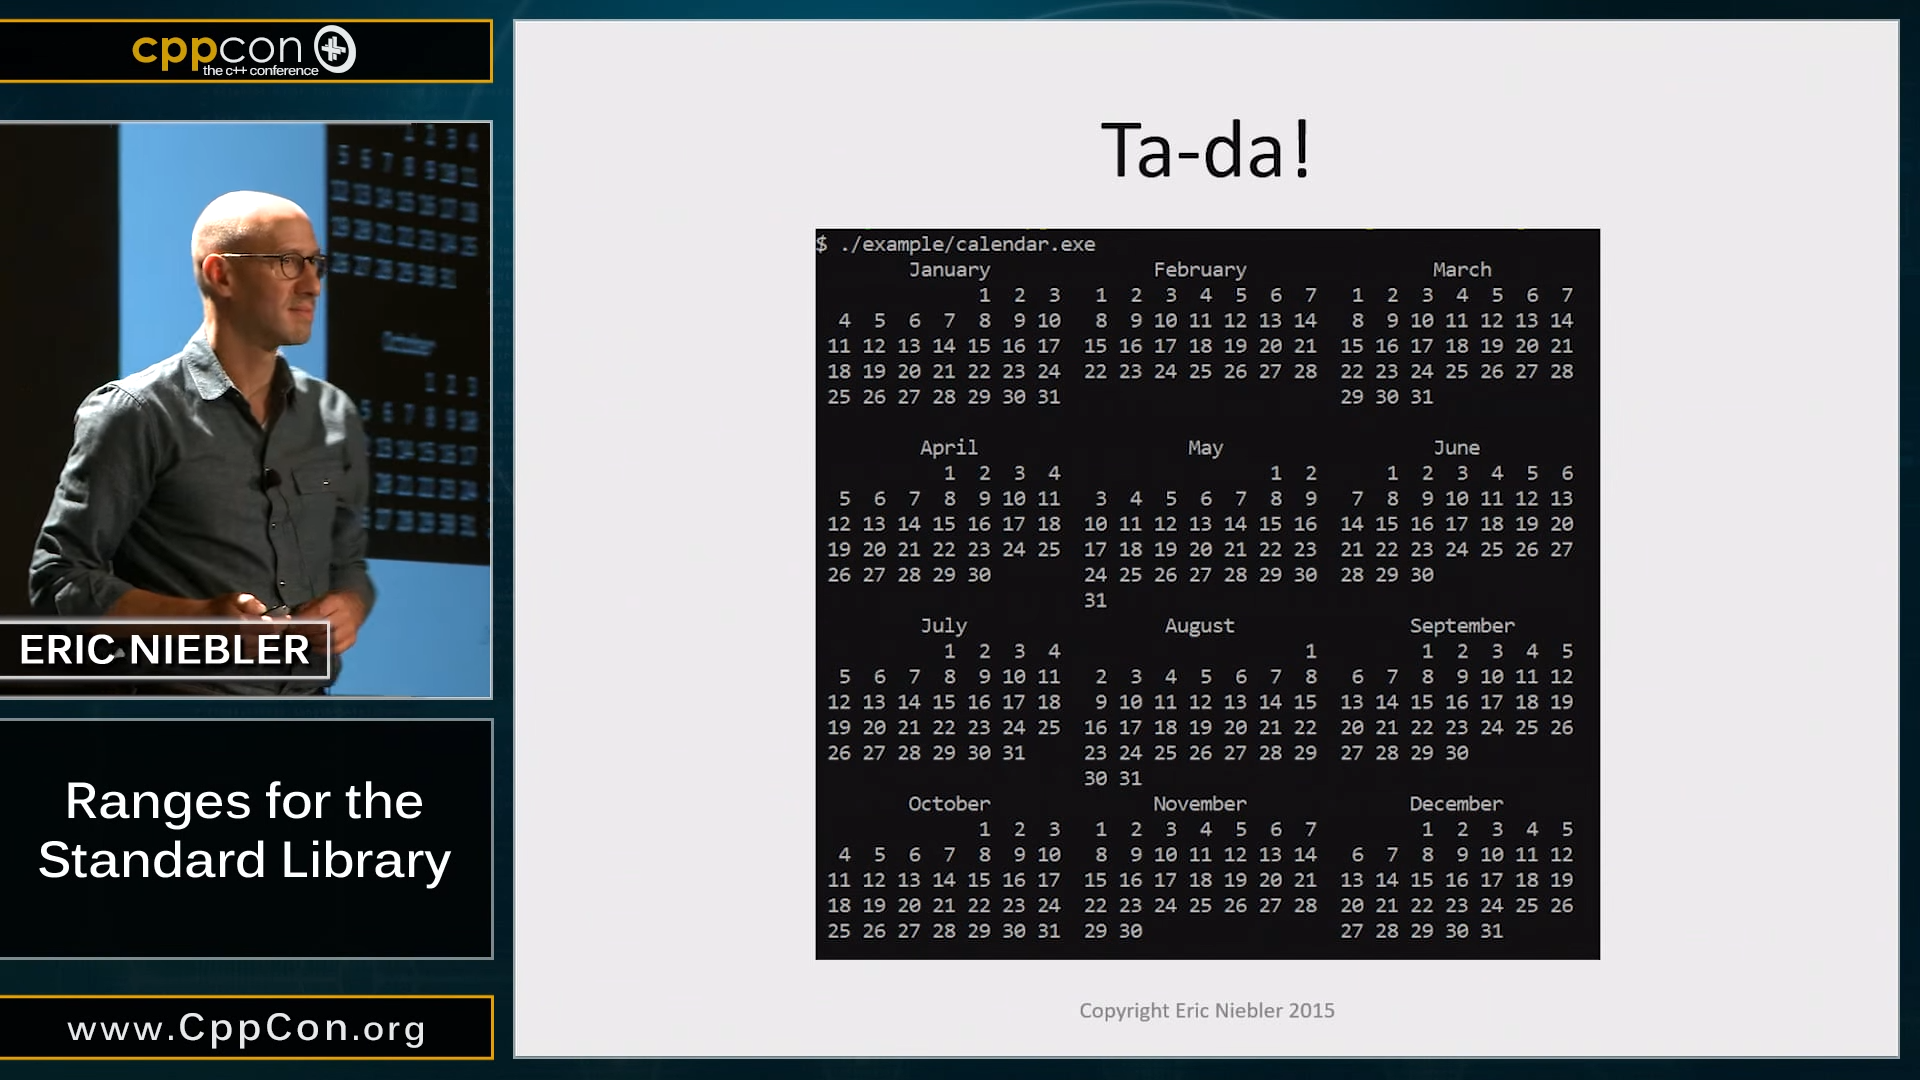 cppcon
the c++ conference
ERIC NIEBLER
Ranges for the
Standard Library
www.CppCon.org
Ta-da!
$ ./example/calendar.exe
January February March
1 2 3 1 2 3 4 5 6 7 1 2 3 4 5 6 7
4 5 6 7 8 9 10 8 9 10 11 12 13 14 8 9 10 11 12 13 14
11 12 13 14 15 16 17 15 16 17 18 19 20 21 15 16 17 18 19 20 21
18 19 20 21 22 23 24 22 23 24 25 26 27 28 22 23 24 25 26 27 28
25 26 27 28 29 30 31 29 30 31
April May June
1 2 3 4 1 2 1 2 3 4 5 6
5 6 7 8 9 10 11 3 4 5 6 7 8 9 7 8 9 10 11 12 13
12 13 14 15 16 17 18 10 11 12 13 14 15 16 14 15 16 17 18 19 20
19 20 21 22 23 24 25 17 18 19 20 21 22 23 21 22 23 24 25 26 27
26 27 28 29 30 24 25 26 27 28 29 30 28 29 30
31
July August September
1 2 3 4 1 1 2 3 4 5
5 6 7 8 9 10 11 2 3 4 5 6 7 8 6 7 8 9 10 11 12
12 13 14 15 16 17 18 9 10 11 12 13 14 15 13 14 15 16 17 18 19
19 20 21 22 23 24 25 16 17 18 19 20 21 22 20 21 22 23 24 25 26
26 27 28 29 30 31 23 24 25 26 27 28 29 27 28 29 30
30 31
October November December
1 2 3 1 2 3 4 5 6 7 1 2 3 4 5
4 5 6 7 8 9 10 8 9 10 11 12 13 14 6 7 8 9 10 11 12
11 12 13 14 15 16 17 15 16 17 18 19 20 21 13 14 15 16 17 18 19
18 19 20 21 22 23 24 22 23 24 25 26 27 28 20 21 22 23 24 25 26
25 26 27 28 29 30 31 29 30 27 28 29 30 31
Copyright Eric Niebler 2015